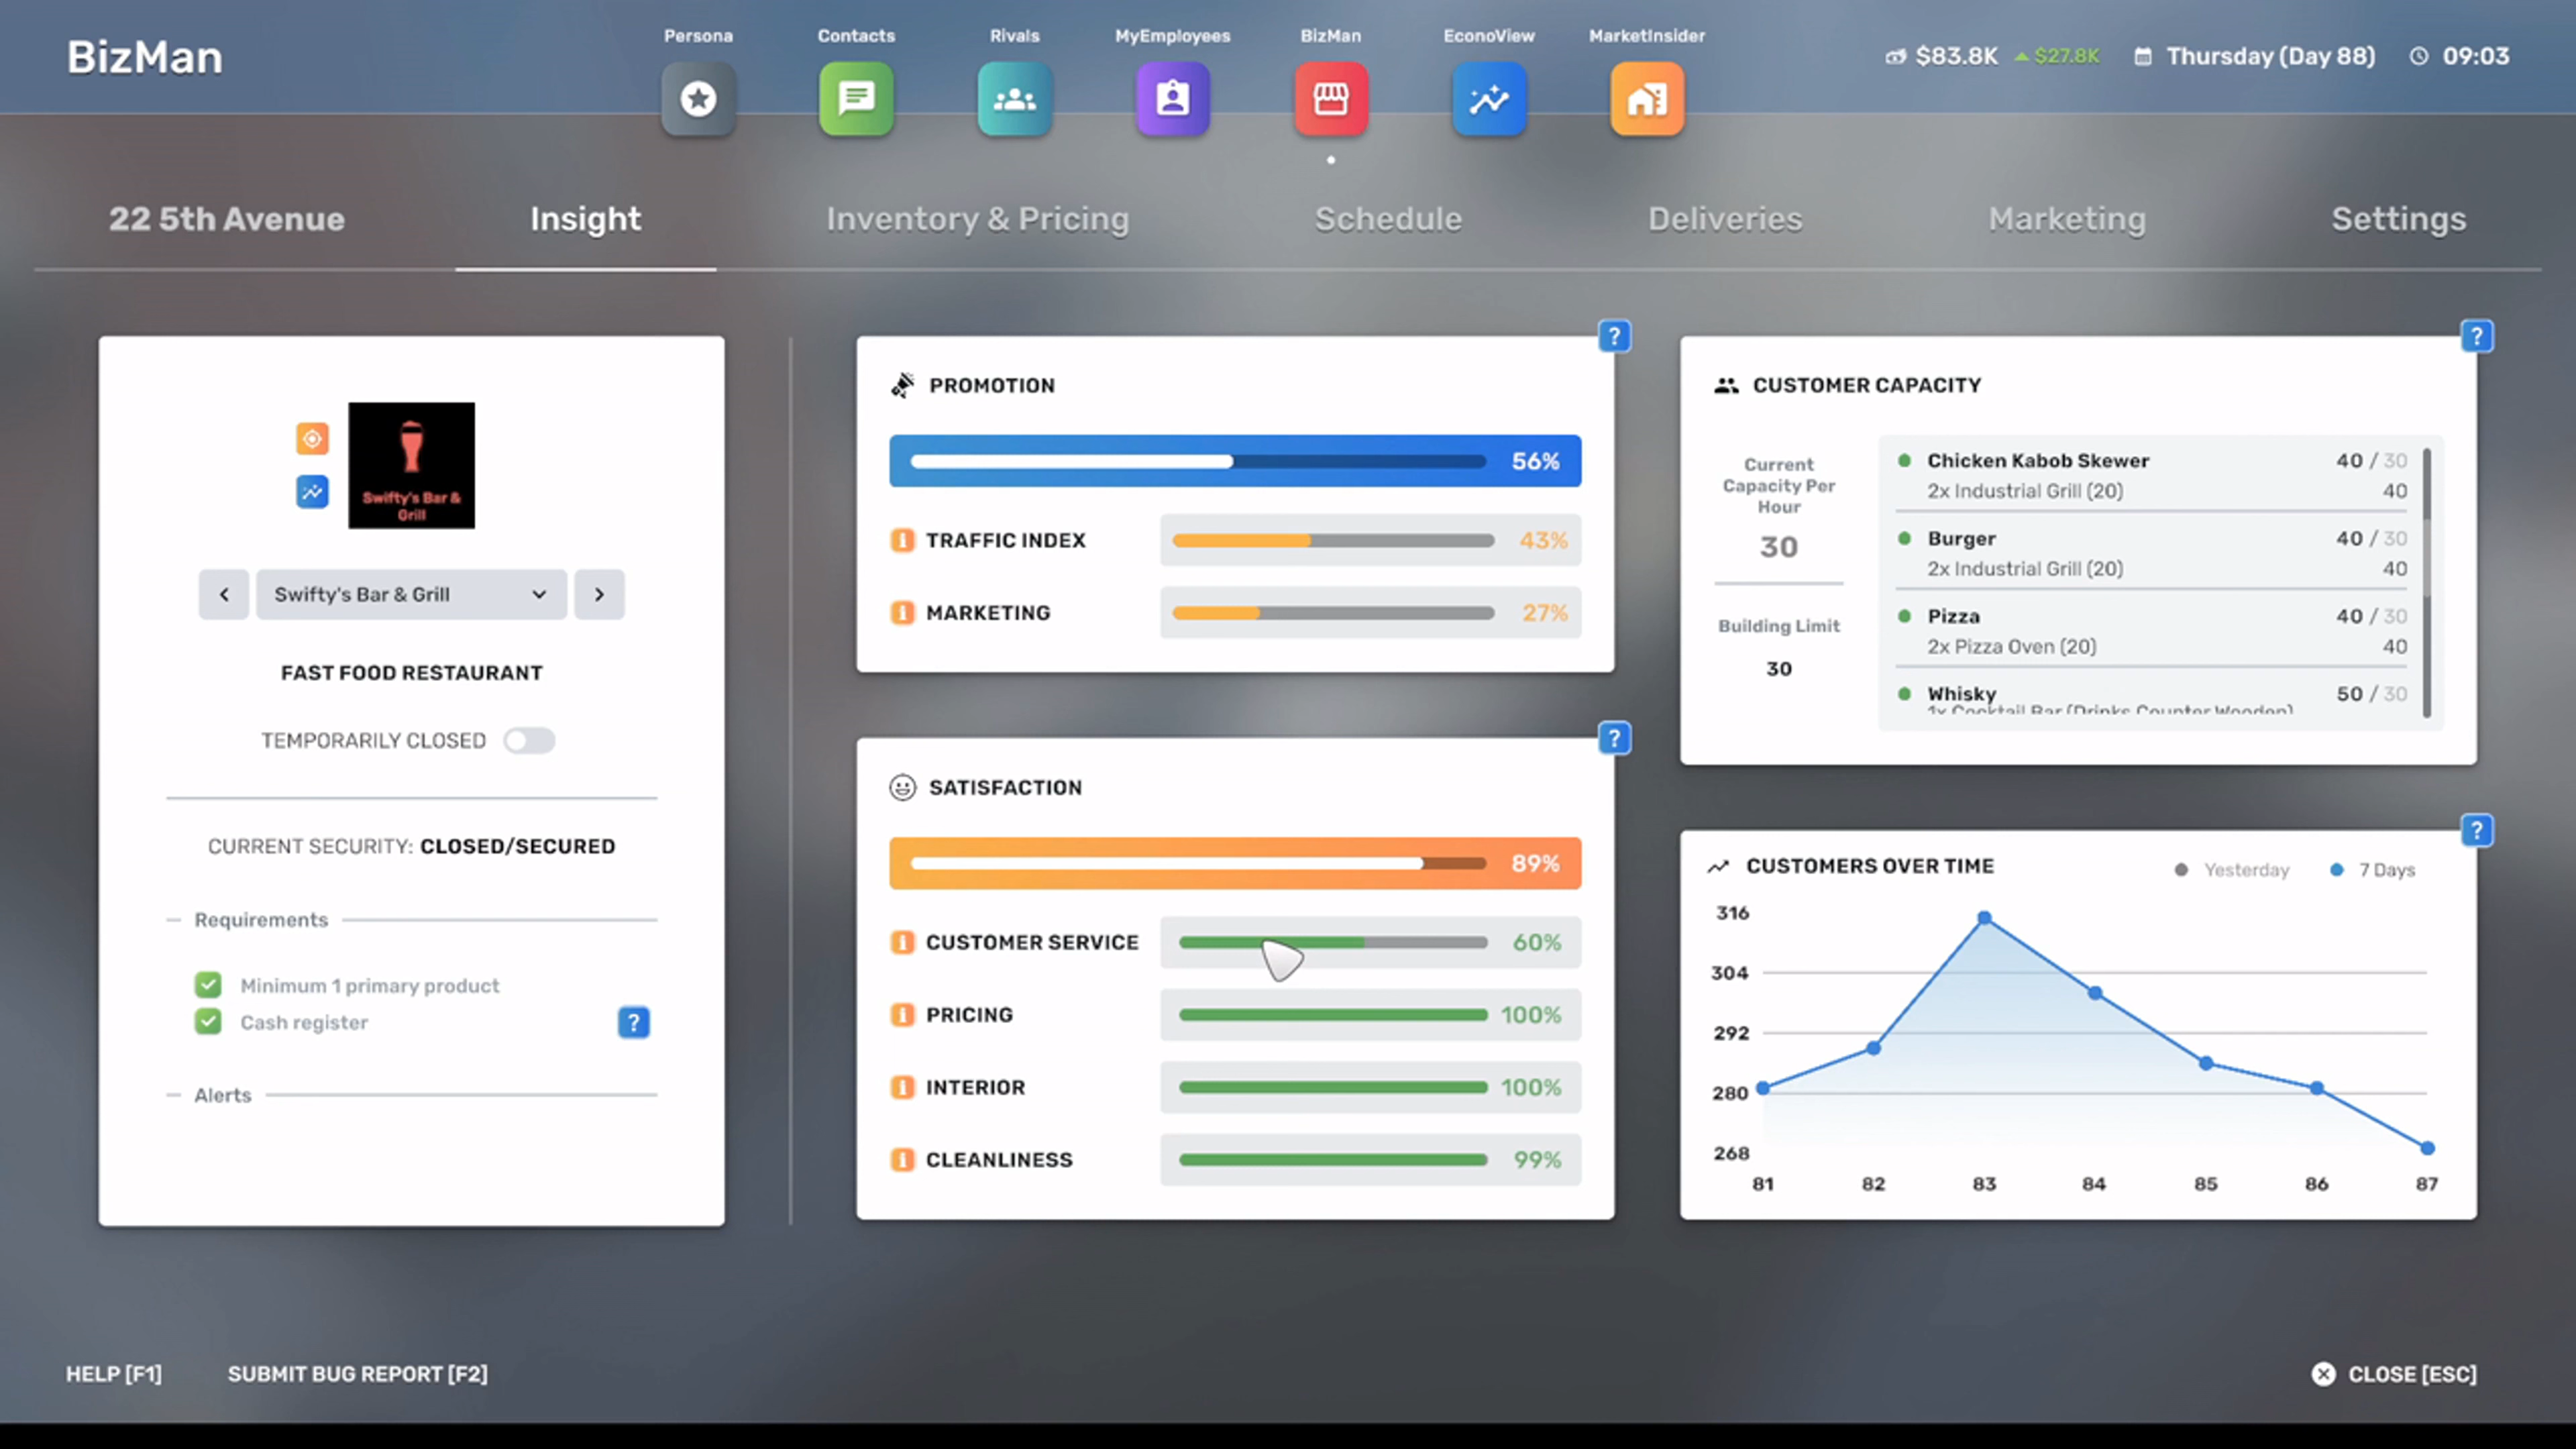 BizMan
Persona
Contacts
Rivals
MyEmployees
BizMan
EconoView
MarketInsider
$83.8K
$27.8K
Thursday (Day 88)
09:03
22 5th Avenue
Insight
Inventory & Pricing
Schedule
Deliveries
Marketing
Settings
Swifty's Bar &
Grill
Swifty's Bar & Grill
FAST FOOD RESTAURANT
TEMPORARILY CLOSED
CURRENT SECURITY: CLOSED/SECURED
Requirements
Minimum 1 primary product
Cash register
?
Alerts
PROMOTION
?
56%
TRAFFIC INDEX
43%
MARKETING
27%
SATISFACTION
?
89%
CUSTOMER SERVICE
60%
PRICING
100%
INTERIOR
100%
CLEANLINESS
99%
CUSTOMER CAPACITY
?
Current
Capacity Per
Hour
30
Building Limit
30
Chicken Kabob Skewer
40 / 30
2x Industrial Grill (20)
40
Burger
40 / 30
2x Industrial Grill (20)
40
Pizza
40 / 30
2x Pizza Oven (20)
40
Whisky
50 / 30
1x Cocktail Bar (Drinks Counter Wooden)
CUSTOMERS OVER TIME
?
Yesterday
7 Days
316
304
292
280
268
81
82
83
84
85
86
87
HELP [F1]
SUBMIT BUG REPORT [F2]
CLOSE [ESC]